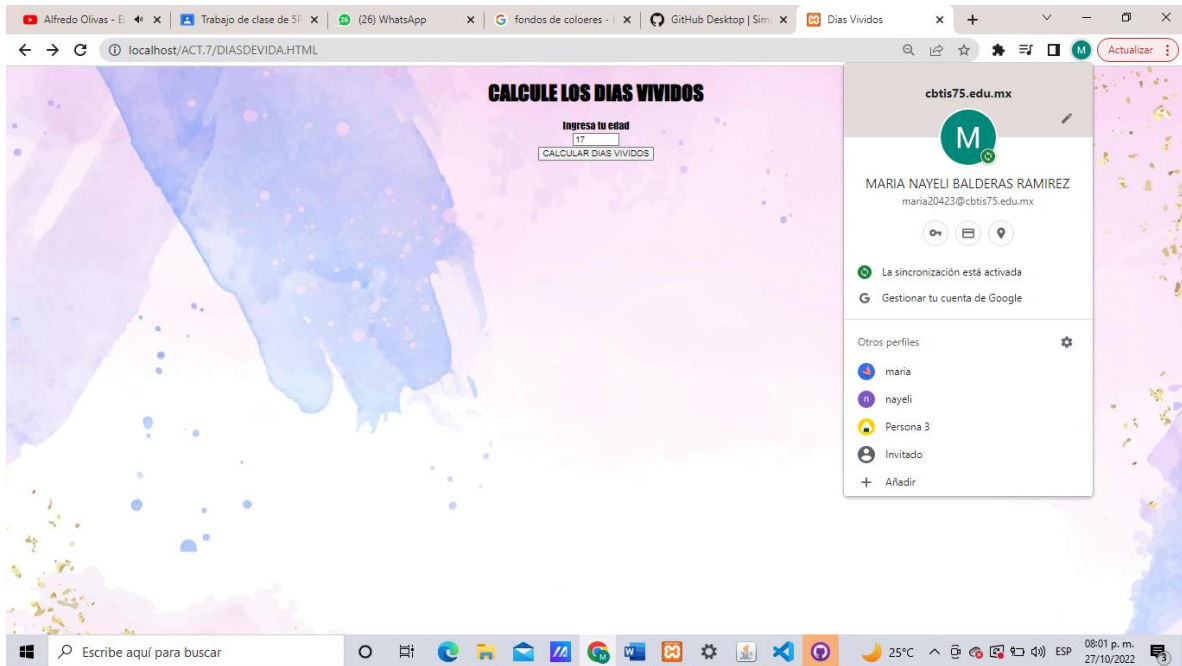 Alfredo Olivas - El
Trabajo de clase de 5P
(26) WhatsApp
fondos de coloeres -
GitHub Desktop | Sim
Dias Vividos
localhost/ACT.7/DIASDEVIDA.HTML
M
Actualizar
CALCULE LOS DIAS VIVIDOS
Ingresa tu edad
17
CALCULAR DIAS VIVIDOS
cbtis75.edu.mx
M
MARIA NAYELI BALDERAS RAMIREZ
maria20423@cbtis75.edu.mx
La sincronización está activada
G Gestionar tu cuenta de Google
Otros perfiles
maria
n nayeli
Persona 3
Invitado
Añadir
Escribe aquí para buscar
25°C
ESP
08:01 p. m.
27/10/2022
3